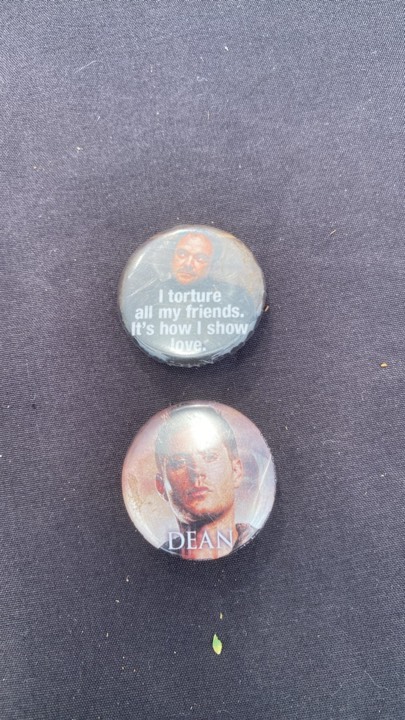 I torture
all my friends.
It's how I show
love.
DEAN